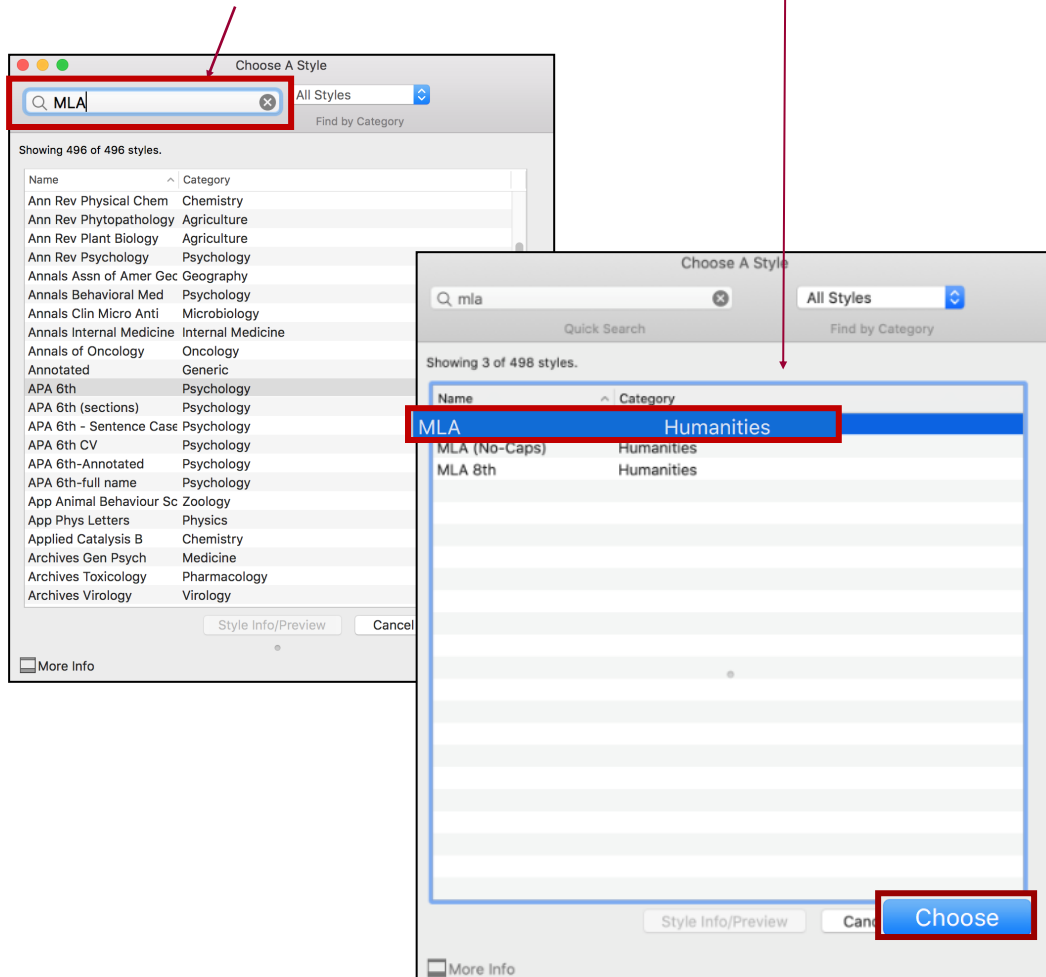 Choose A Style
MLA
All Styles
Find by Category
Showing 496 of 496 styles.
Name Category
Ann Rev Physical Chem Chemistry
Ann Rev Phytopathology Agriculture
Ann Rev Plant Biology Agriculture
Ann Rev Psychology Psychology
Annals Assn of Amer Geo Geography
Annals Behavioral Med Psychology
Annals Clin Micro Anti Microbiology
Annals Internal Medicine Internal Medicine
Annals of Oncology Oncology
Annotated Generic
APA 6th Psychology
APA 6th (sections) Psychology
APA 6th - Sentence Case Psychology
APA 6th CV Psychology
APA 6th-Annotated Psychology
APA 6th-full name Psychology
App Animal Behaviour Sc Zoology
App Phys Letters Physics
Applied Catalysis B Chemistry
Archives Gen Psych Medicine
Archives Toxicology Pharmacology
Archives Virology Virology
Style Info/Preview Cancel
More Info
Choose A Style
mla All Styles
Quick Search Find by Category
Showing 3 of 498 styles.
Name Category
MLA Humanities
MLA (No-Caps) Humanities
MLA 8th Humanities
Style Info/Preview Canc Choose
More Info